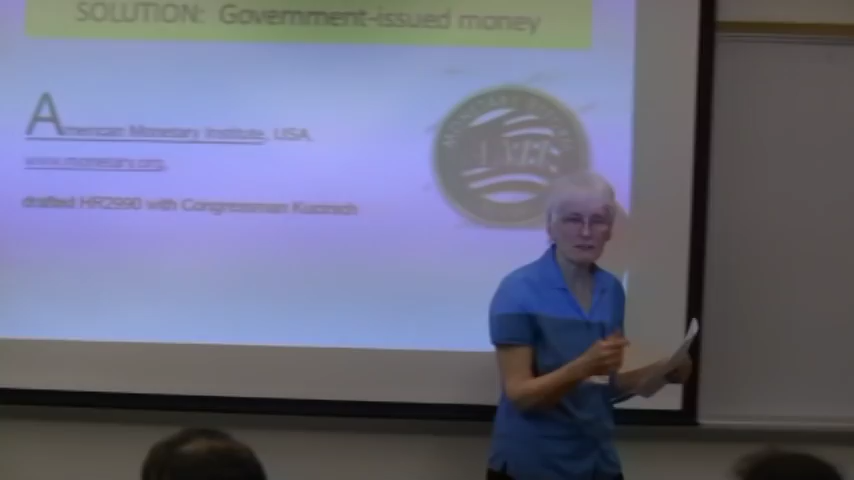 SOLUTION: Government-issued money
American Monetary Institute, USA
www.monetary.org
drafted HR2990 with Congressman Kucinich